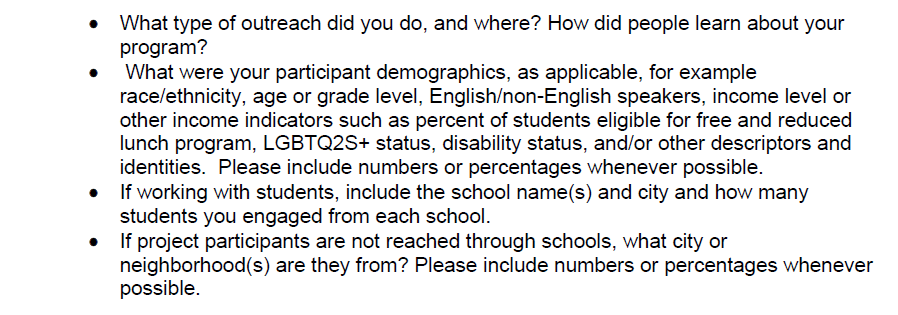 • What type of outreach did you do, and where? How did people learn about your
program?
• What were your participant demographics, as applicable, for example
race/ethnicity, age or grade level, English/non-English speakers, income level or
other income indicators such as percent of students eligible for free and reduced
lunch program, LGBTQ2S+ status, disability status, and/or other descriptors and
identities.  Please include numbers or percentages whenever possible.
• If working with students, include the school name(s) and city and how many
students you engaged from each school.
• If project participants are not reached through schools, what city or
neighborhood(s) are they from? Please include numbers or percentages whenever
possible.